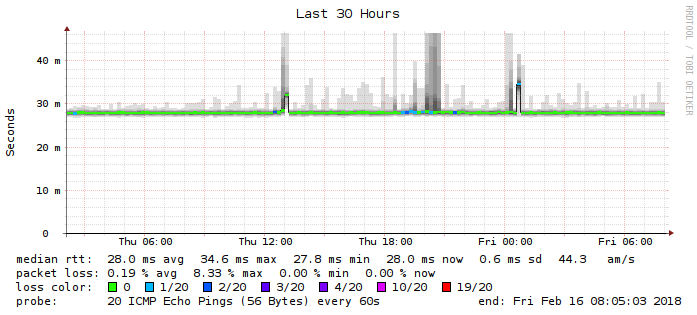 Last 30 Hours
RRDTOOL / TOBI OETIKER
Seconds
40 m
30 m
20 m
10 m
0
Thu 06:00 Thu 12:00 Thu 18:00 Fri 00:00 Fri 06:00
median rtt: 28.0 ms avg 34.6 ms max 27.8 ms min 28.0 ms now 0.6 ms sd 44.3 am/s
packet loss: 0.19 % avg 8.33 % max 0.00 % min 0.00 % now
loss color: 0 1/20 2/20 3/20 4/20 10/20 19/20
probe: 20 ICMP Echo Pings (56 Bytes) every 60s end: Fri Feb 16 08:05:03 2018